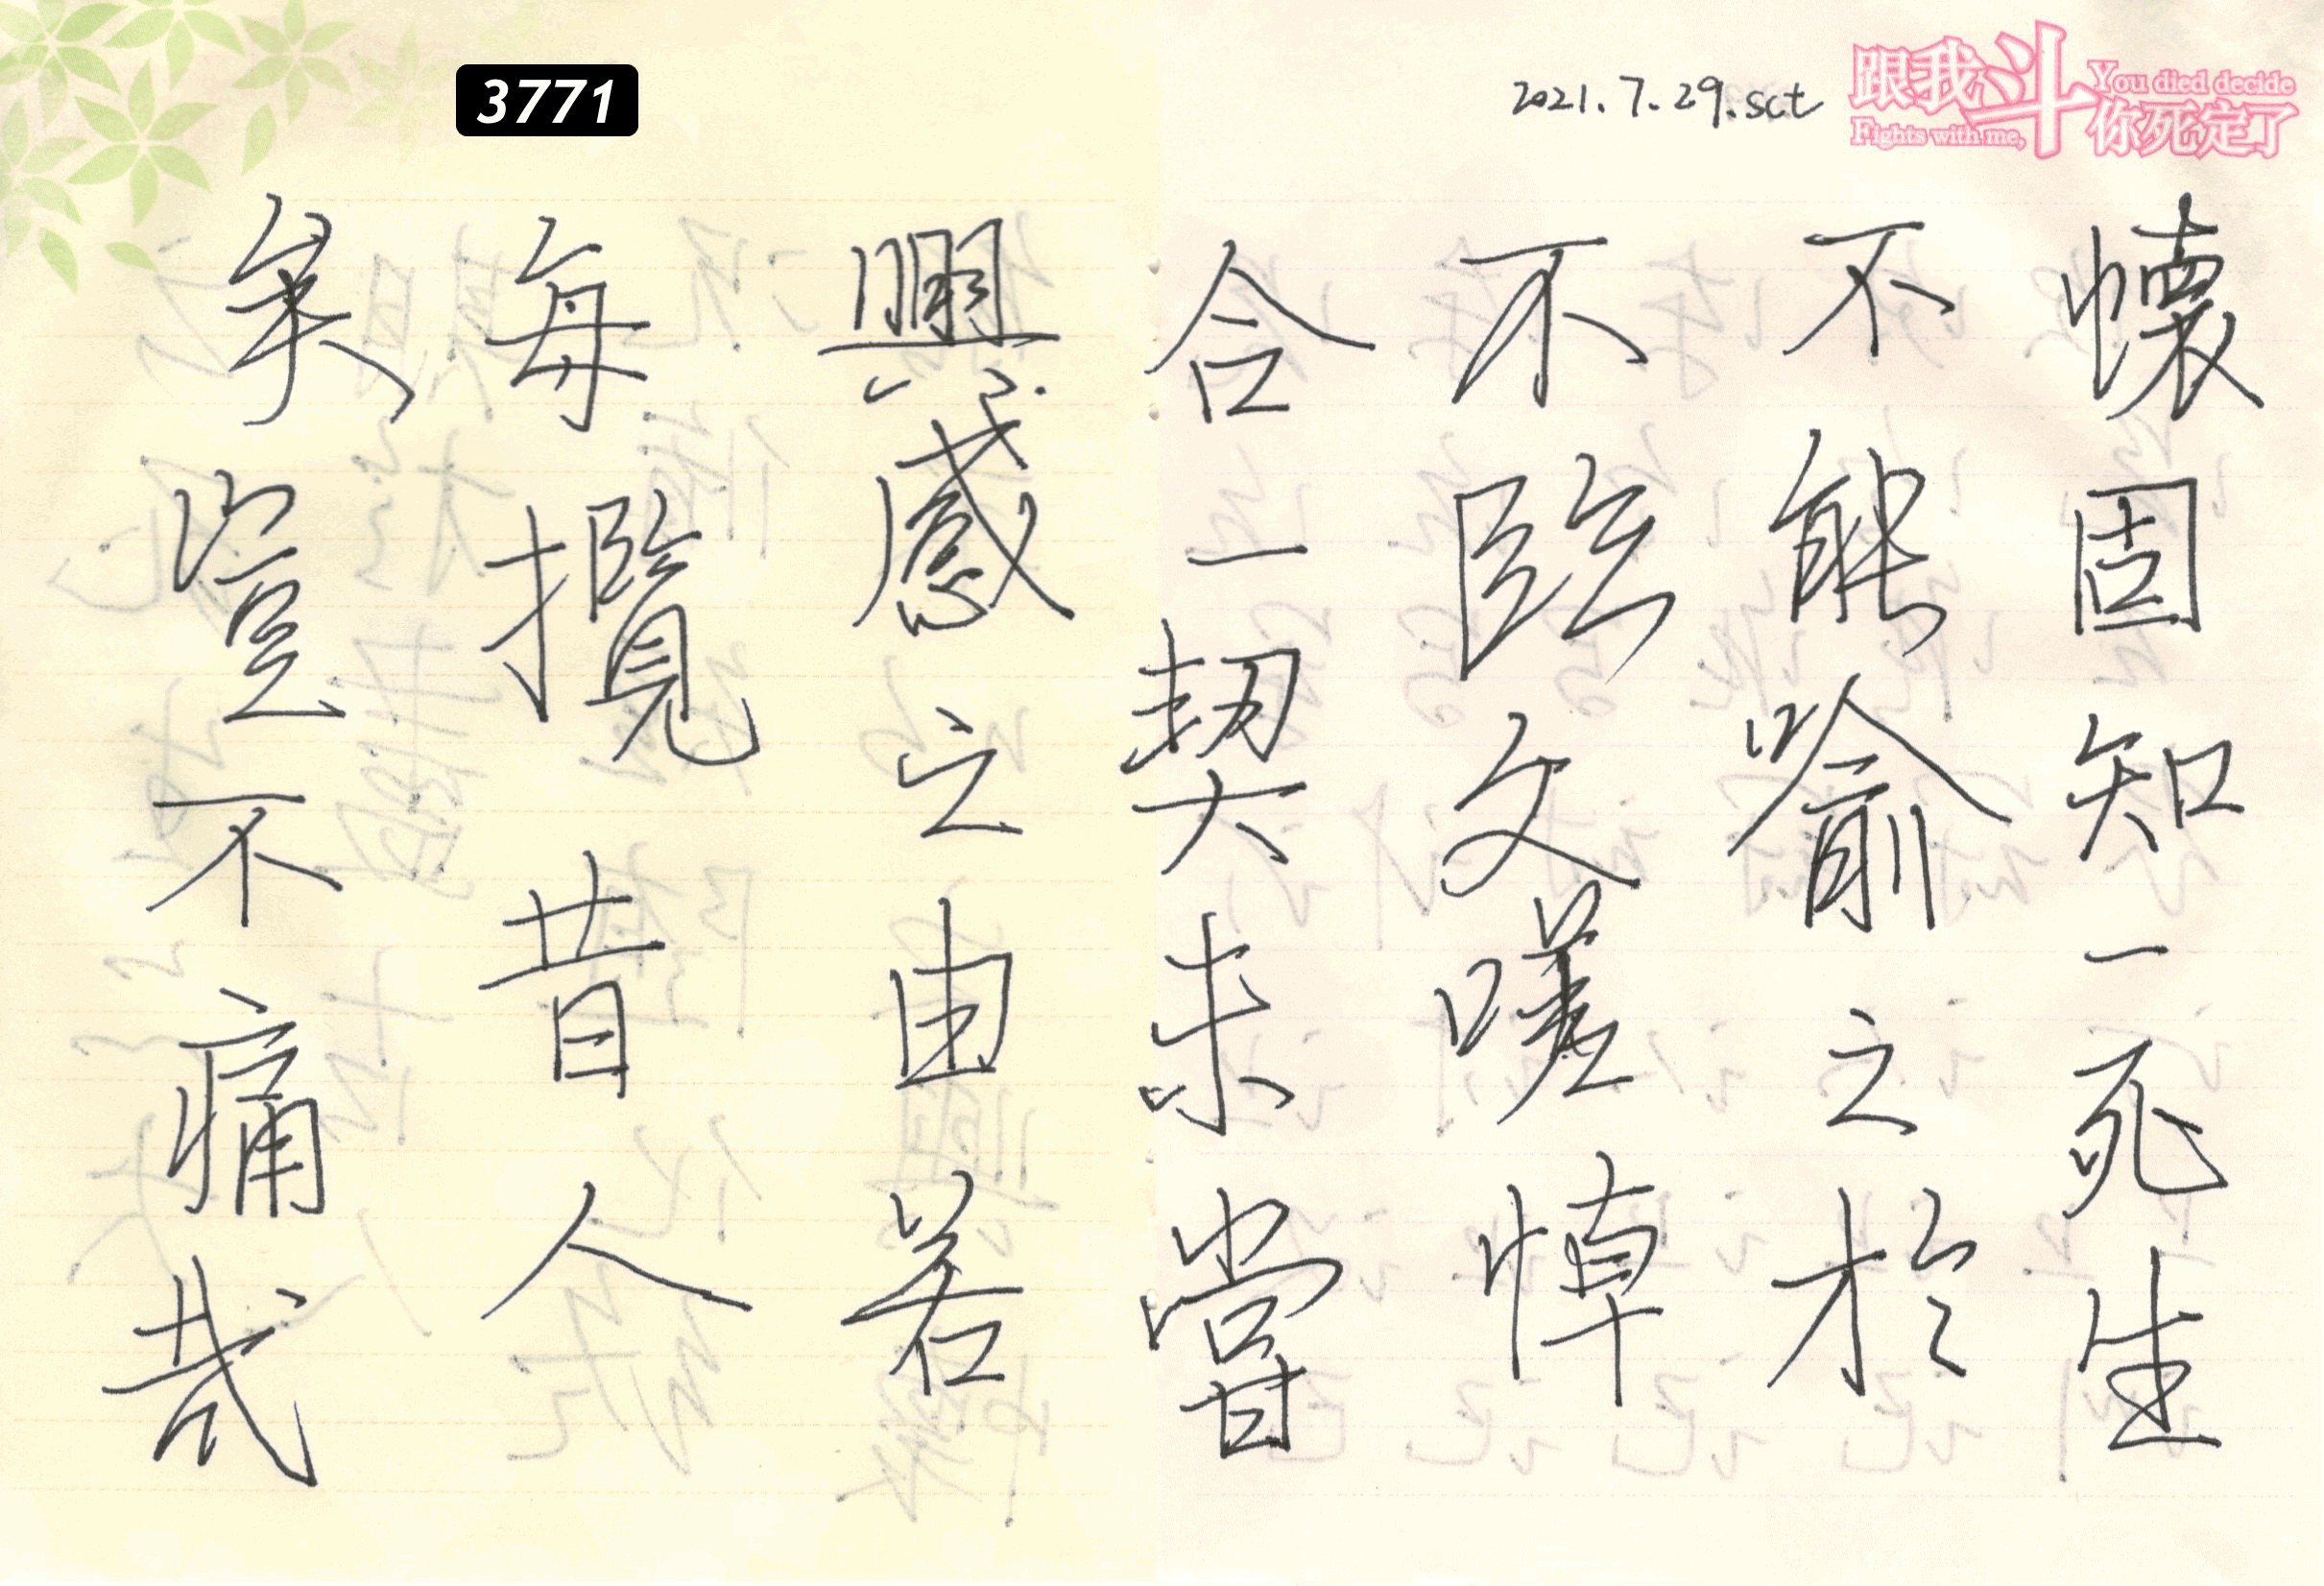 3771
2021.7.29.sct
跟我斗你死定了
You died decide
Fights with me,
懐固知一死生
不能喻之於
不臨文嗟悼
合一契未嘗
興感之由若
每攬昔人
矣豈不痛哉